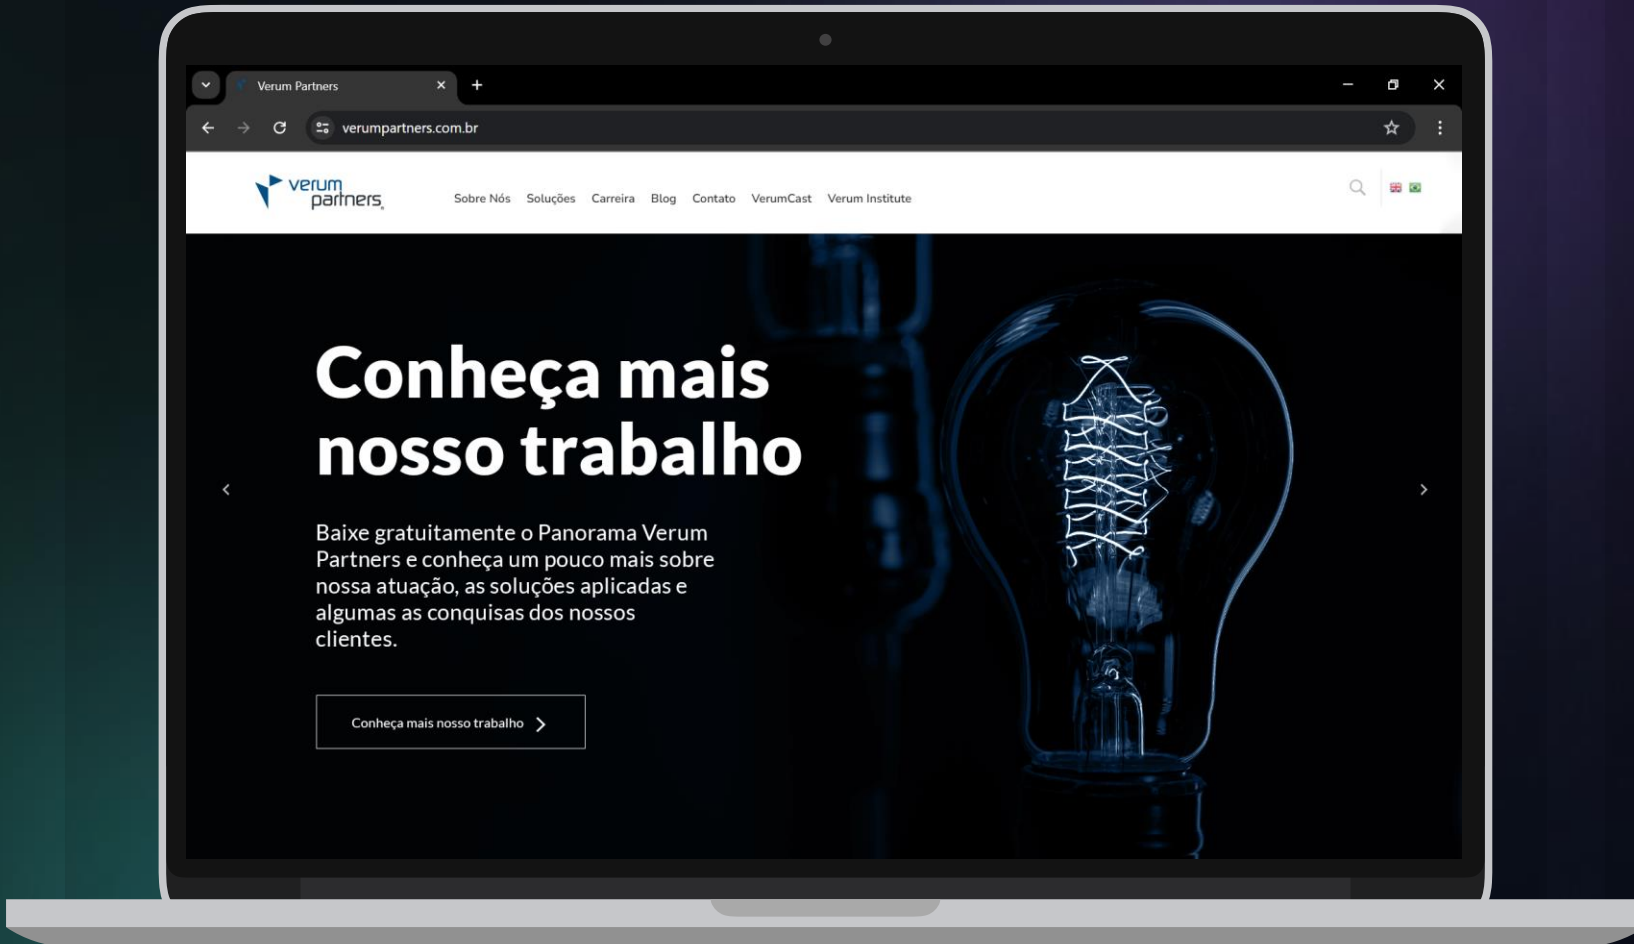 Verum Partners
verumpartners.com.br
verum
partners
Sobre Nós Soluções Carreira Blog Contato VerumCast Verum Institute
Conheça mais
nosso trabalho
Baixe gratuitamente o Panorama Verum
Partners e conheça um pouco mais sobre
nossa atuação, as soluções aplicadas e
algumas as conquisas dos nossos
clientes.
Conheça mais nosso trabalho